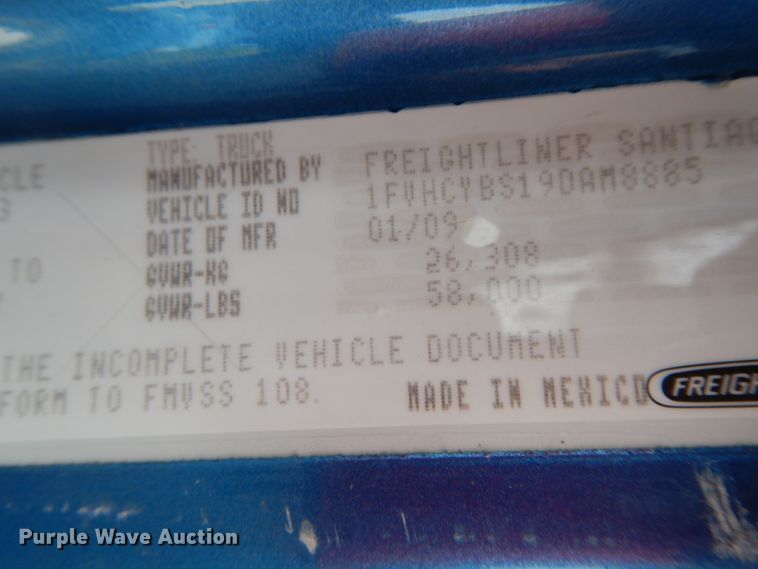 TYPE: TRUCK
MANUFACTURED BY FREIGHTLINER SANTIAG
CLE
VEHICLE ID NO 1FVHCYBS19DAM8885
3
DATE OF MFR 01/09
GVWR-KG 26,308
TO
GVWR-LBS 58,000
THE INCOMPLETE VEHICLE DOCUMENT
FORM TO FMVSS 108.
MADE IN MEXICO FREIGH
Purple Wave Auction